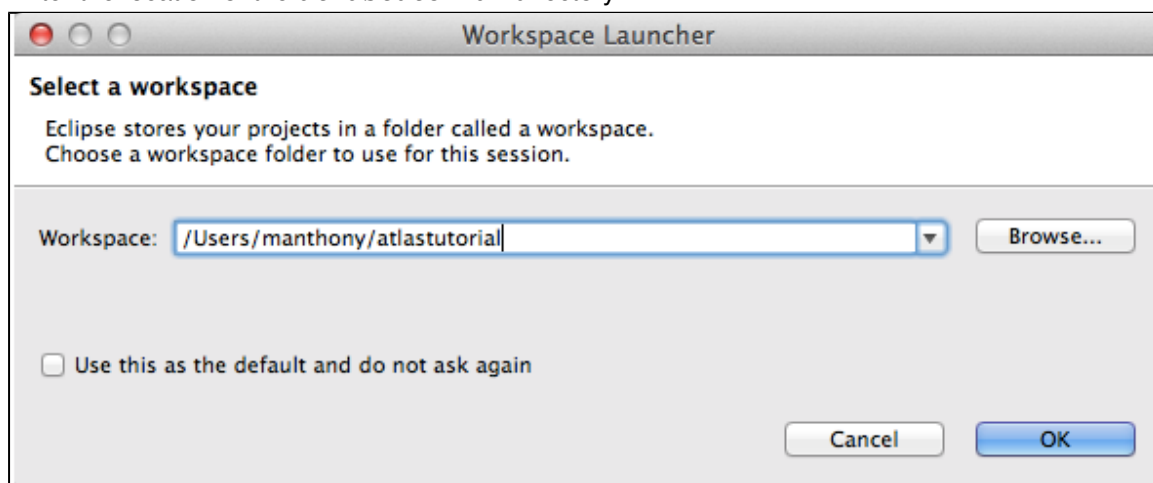 Workspace Launcher
Select a workspace
Eclipse stores your projects in a folder called a workspace.
Choose a workspace folder to use for this session.
Workspace: /Users/manthony/atlastutorial Browse...
Use this as the default and do not ask again
Cancel OK